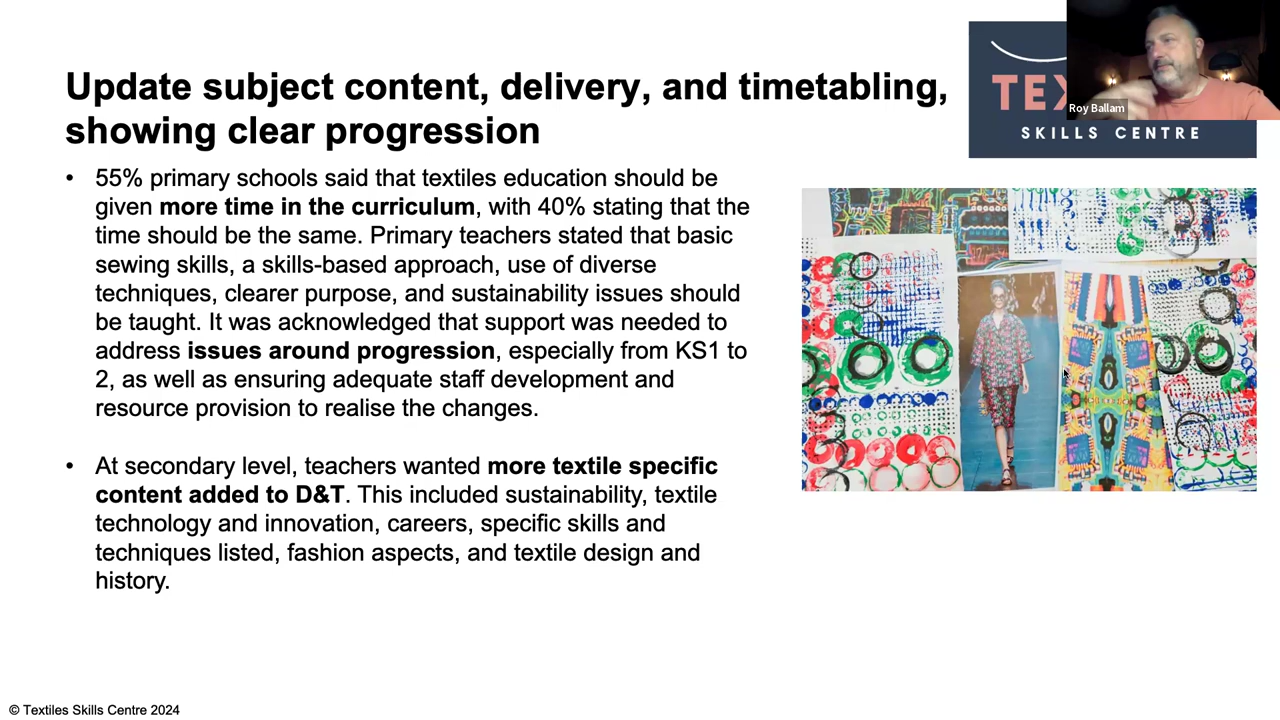 Update subject content, delivery, and timetabling,
showing clear progression
• 55% primary schools said that textiles education should be
given more time in the curriculum, with 40% stating that the
time should be the same. Primary teachers stated that basic
sewing skills, a skills-based approach, use of diverse
techniques, clearer purpose, and sustainability issues should
be taught. It was acknowledged that support was needed to
address issues around progression, especially from KS1 to
2, as well as ensuring adequate staff development and
resource provision to realise the changes.
• At secondary level, teachers wanted more textile specific
content added to D&T. This included sustainability, textile
technology and innovation, careers, specific skills and
techniques listed, fashion aspects, and textile design and
history.
TEX
Roy Ballam
SKILLS CENTRE
© Textiles Skills Centre 2024